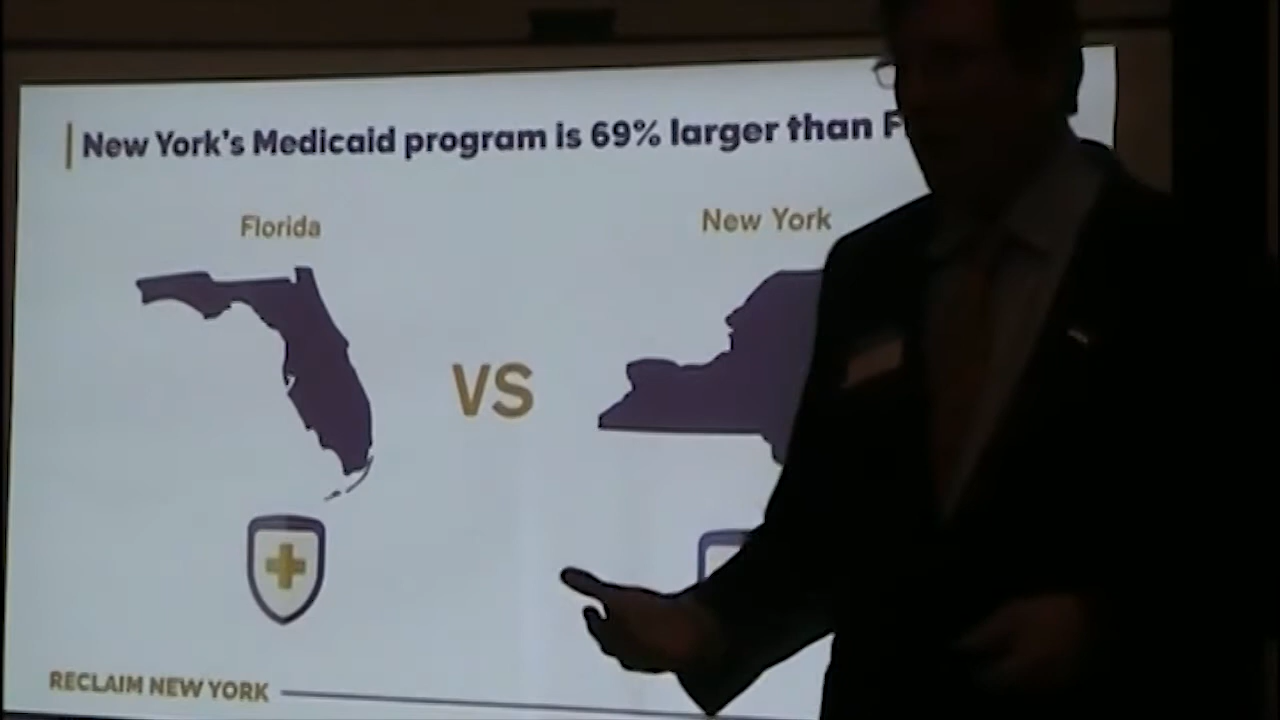 New York's Medicaid program is 69% larger than
Florida
New York
VS
RECLAIM NEW YORK